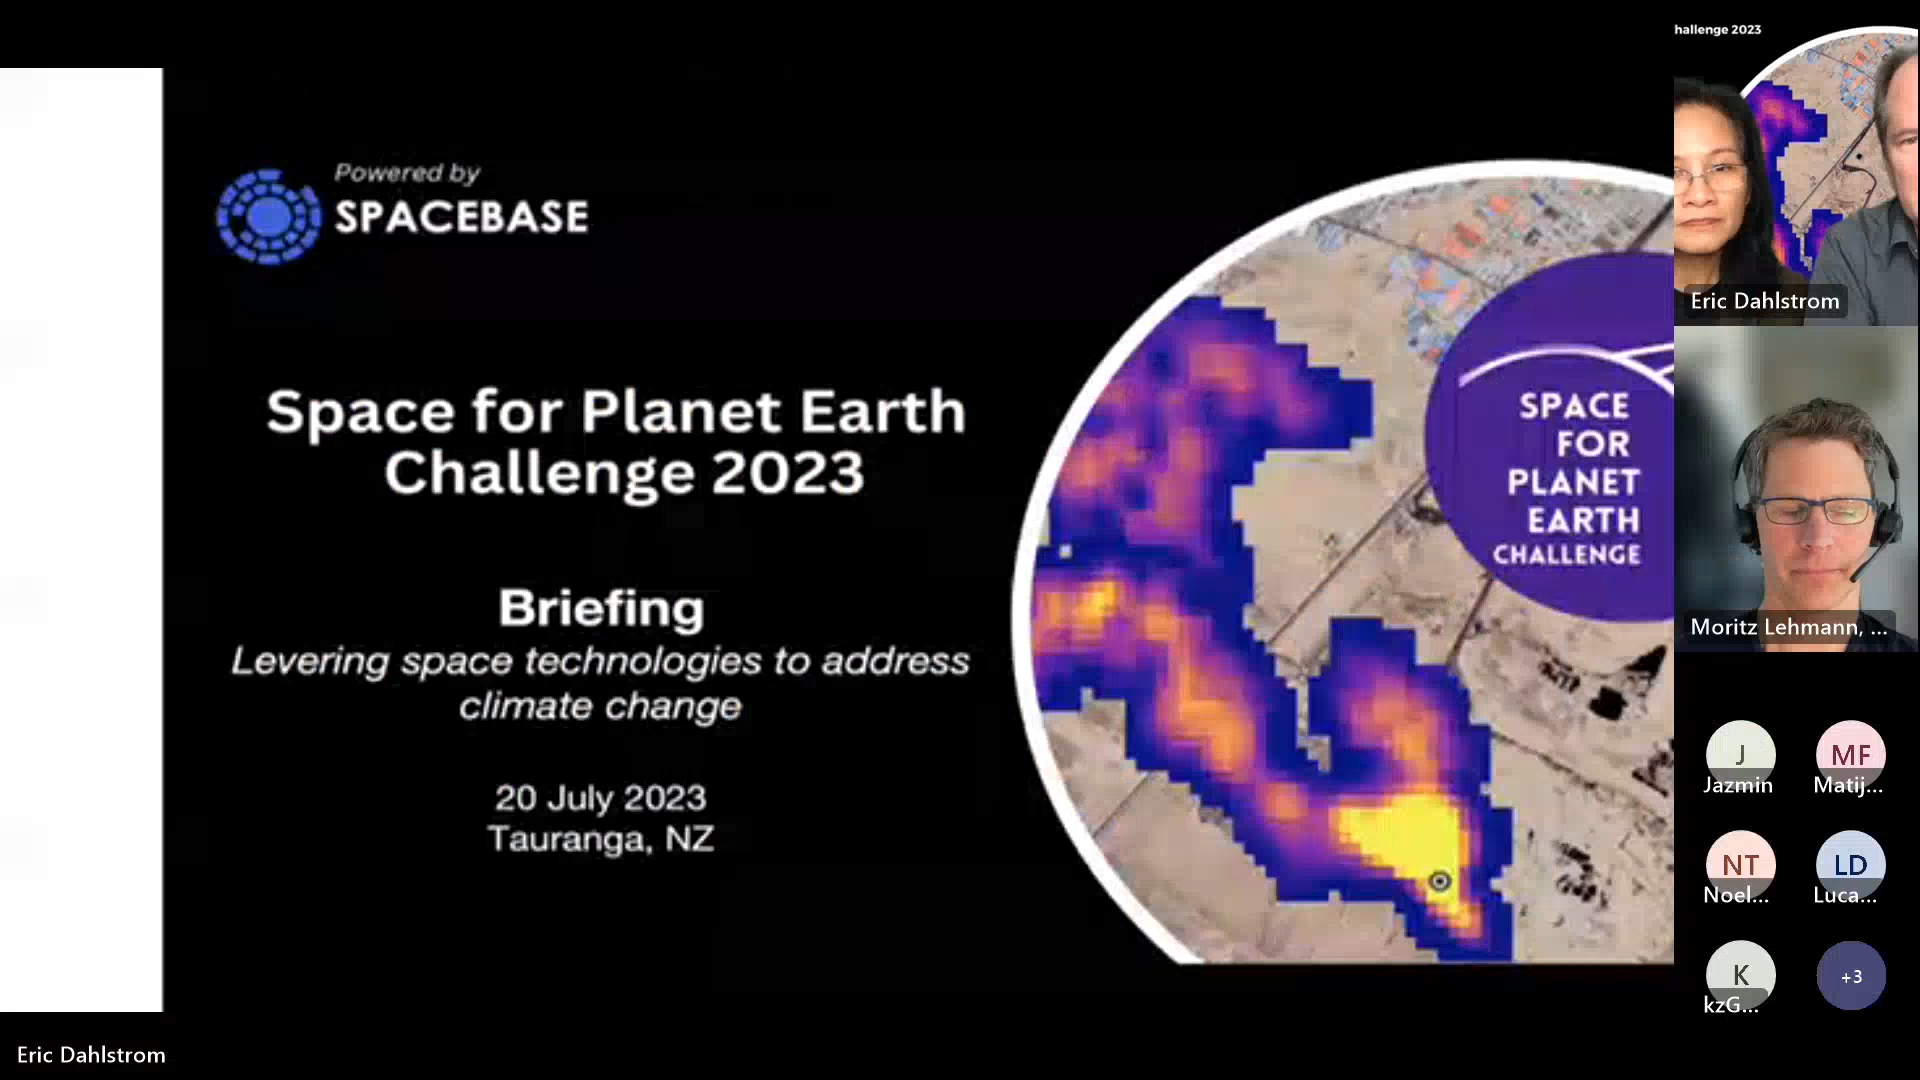 hallenge 2023
Powered by
SPACEBASE
Space for Planet Earth
Challenge 2023
Briefing
Levering space technologies to address
climate change
20 July 2023
Tauranga, NZ
SPACE
FOR
PLANET
EARTH
CHALLENGE
Eric Dahlstrom
Moritz Lehmann, ...
J
Jazmin
MF
Matij...
NT
Noel...
LD
Luca...
K
kzG...
+3
Eric Dahlstrom